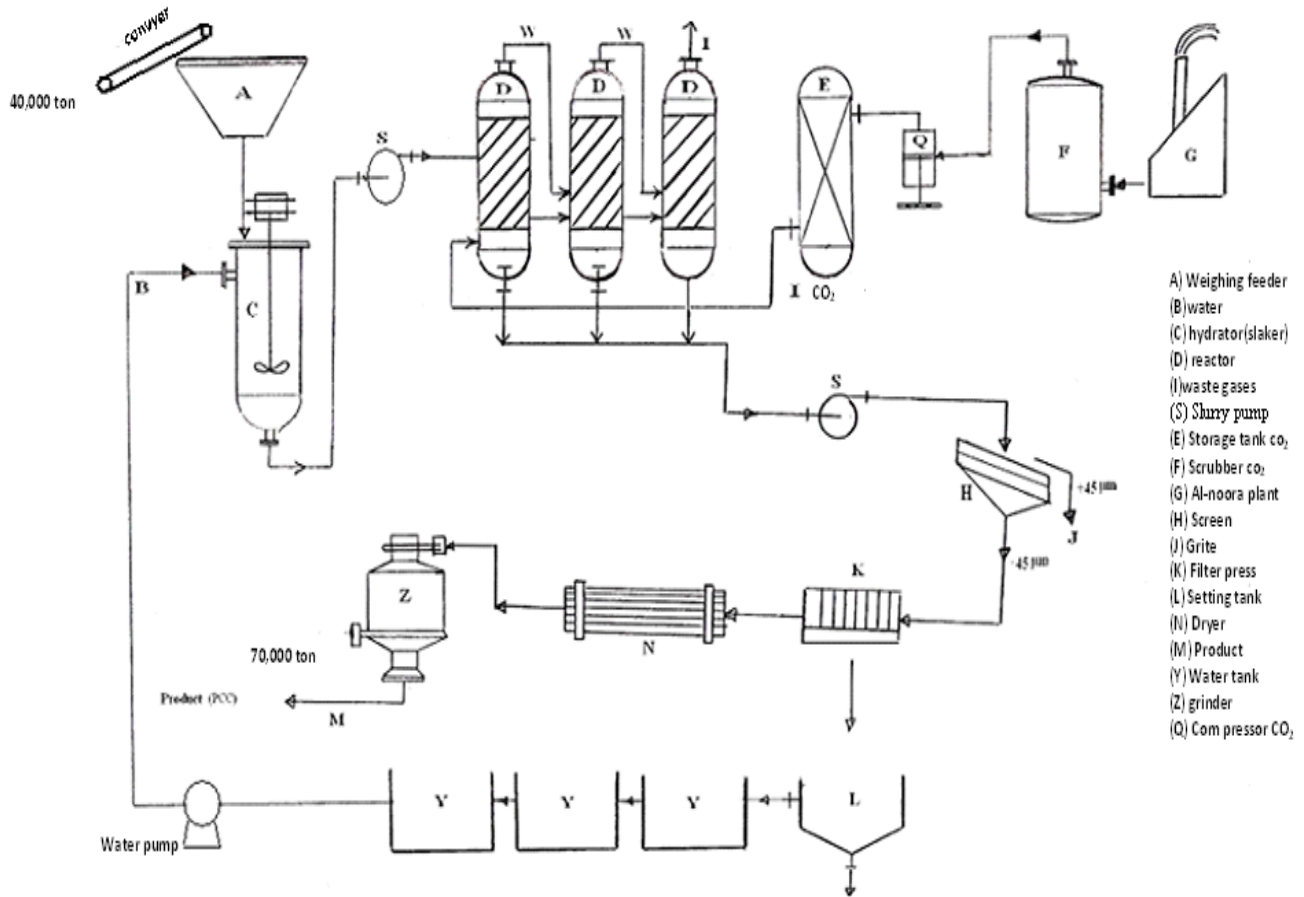 convyer
40,000 ton
A
B
C
S
W
W
I
D
D
D
E
Q
F
G
I CO₂
S
H
+45 µm
J
-45 µm
K
N
Z
70,000 ton
Product (PCC)
M
Y
Y
Y
L
Water pump
A) Weighing feeder
(B)water
(C) hydrator(slaker)
(D) reactor
(I)waste gases
(S) Slurry pump
(E) Storage tank co₂
(F) Scrubber co₂
(G) Al-noora plant
(H) Screen
(J) Grite
(K) Filter press
(L) Setting tank
(N) Dryer
(M) Product
(Y) Water tank
(Z) grinder
(Q) Com pressor CO₂